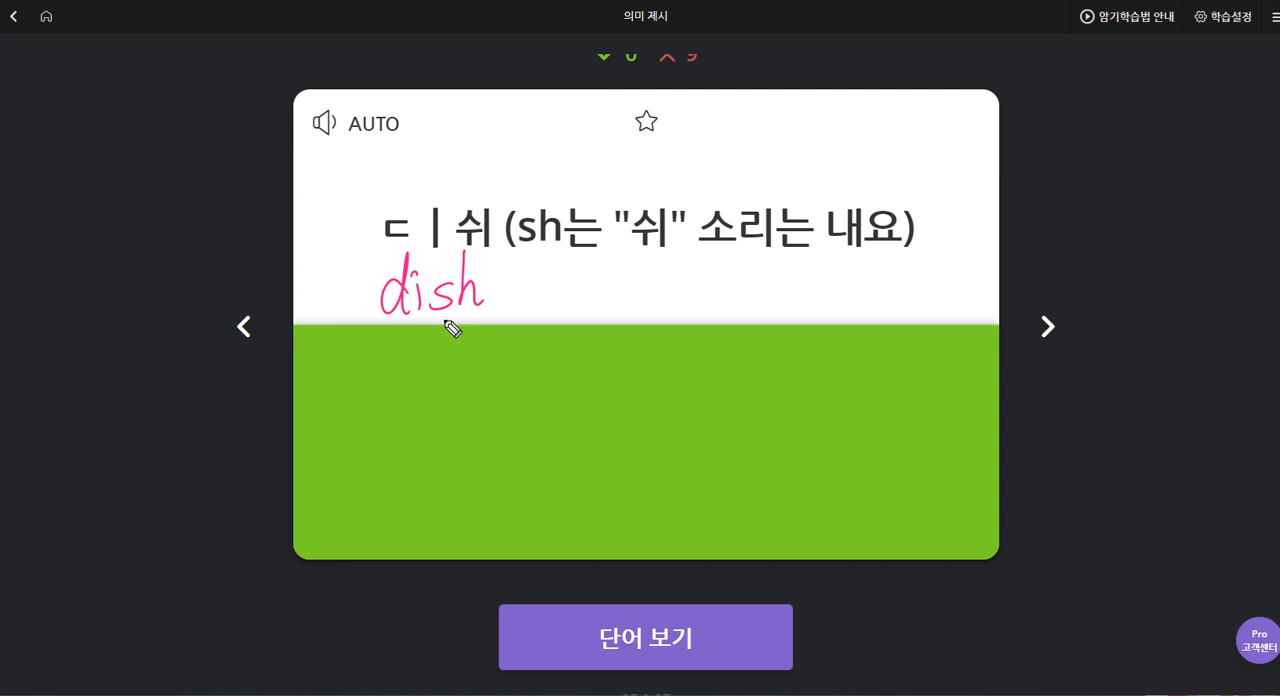 의미 제시
암기학습법 안내
학습설정
AUTO
ㄷㅣ쉬 (sh는 "쉬" 소리는 내요)
dish
단어 보기
Pro
고객센터